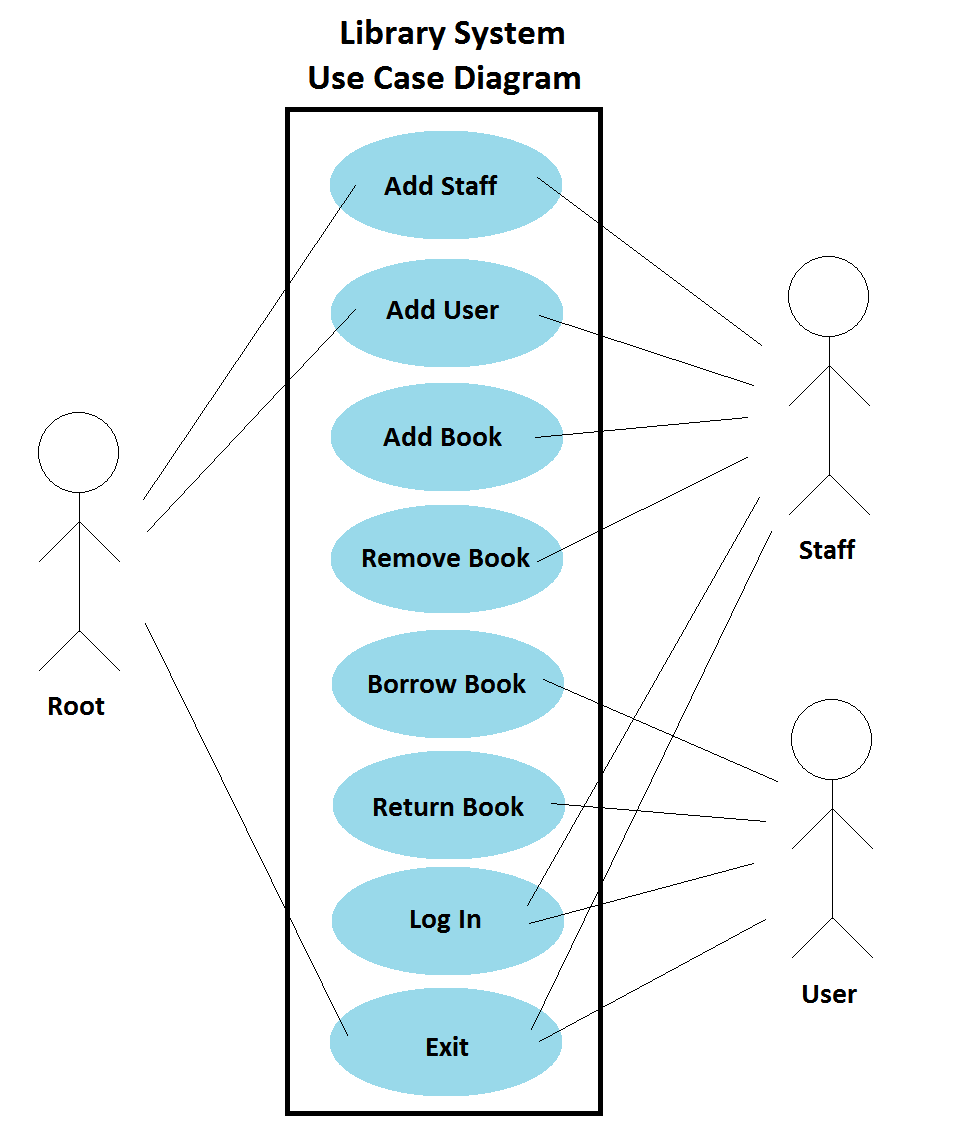 Library System
Use Case Diagram
Add Staff
Add User
Add Book
Remove Book
Borrow Book
Return Book
Log In
Exit
Root
Staff
User